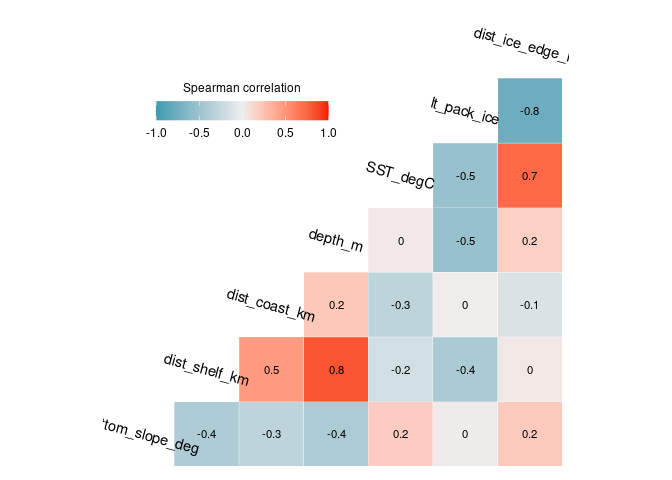 dist_ice_edge_
Spearman correlation
-1.0 -0.5 0.0 0.5 1.0
lt_pack_ice -0.8
SST_degC -0.5 0.7
depth_m 0 -0.5 0.2
dist_coast_km 0.2 -0.3 0 -0.1
dist_shelf_km 0.5 0.8 -0.2 -0.4 0
tom_slope_deg -0.4 -0.3 -0.4 0.2 0 0.2